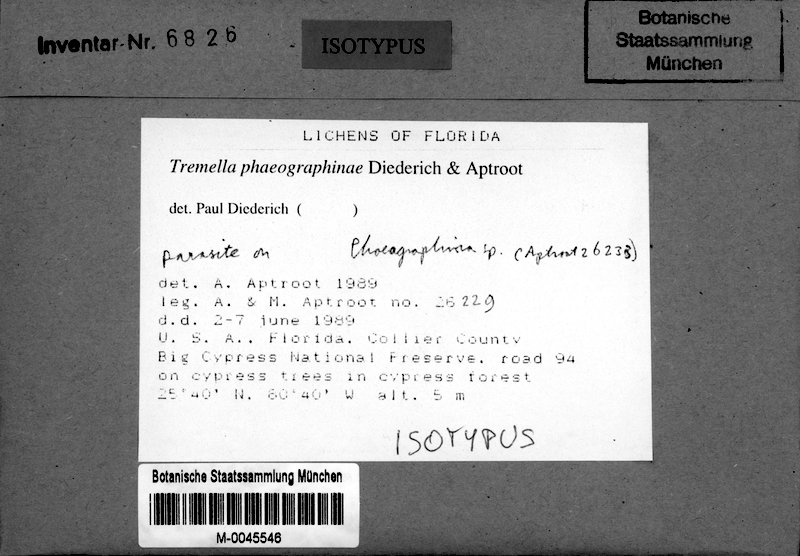 Inventar-Nr. 6826
ISOTYPUS
Botanische
Staatssammlung
München
LICHENS OF FLORIDA
Tremella phaeographinae Diederich & Aptroot
det. Paul Diederich ( )
parasite on Phaeographina sp. (Aptroot 26233)
det. A. Aptroot 1989
leg. A. & M. Aptroot no. 26229
d.d. 2-7 june 1989
U. S. A., Florida, Collier County
Big Cypress National Preserve, road 94
on cypress trees in cypress forest
25°40' N, 80°40' W alt. 5 m
ISOTYPUS
Botanische Staatssammlung München
M-0045546